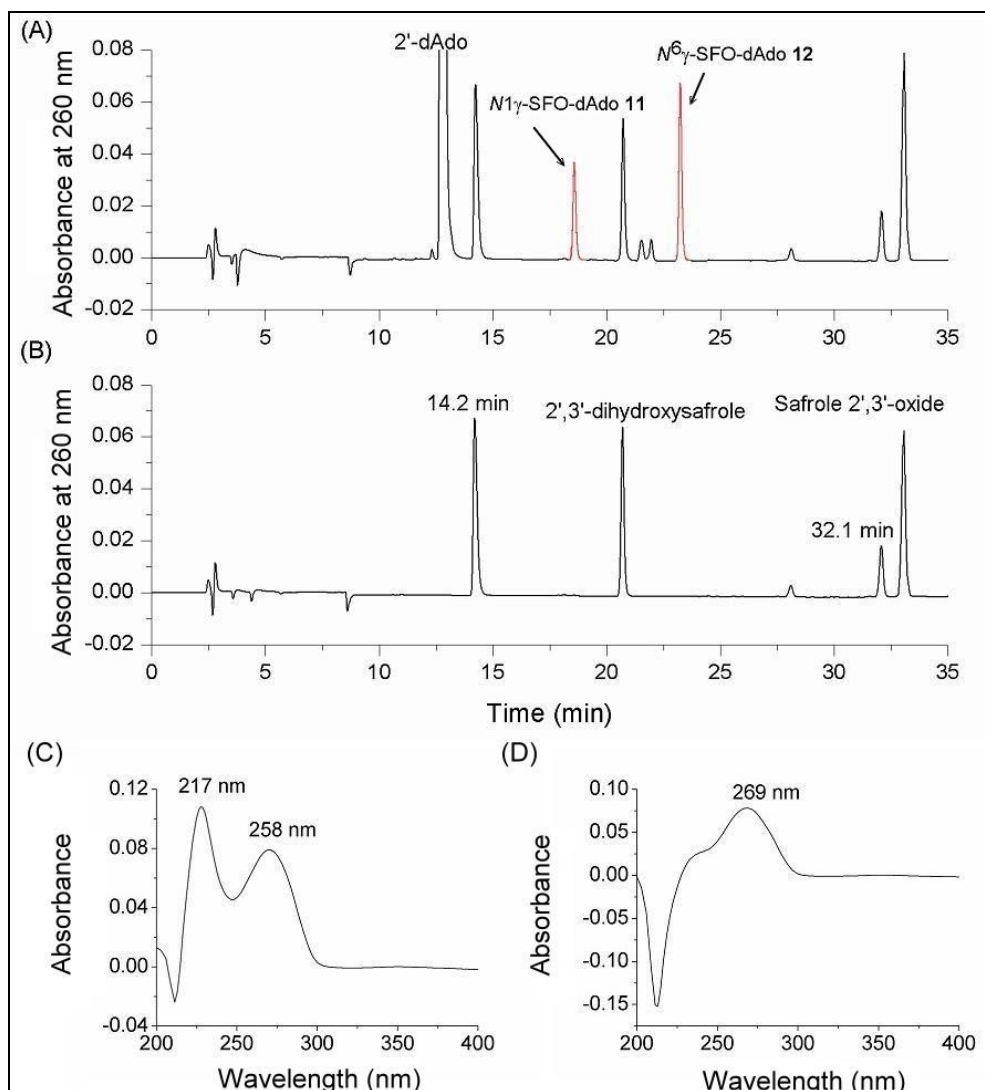 (A)
2'-dAdo
N1γ-SFO-dAdo 11
N⁶γ-SFO-dAdo 12
Absorbance at 260 nm
0.08
0.06
0.04
0.02
0.00
-0.02
0 5 10 15 20 25 30 35
(B)
14.2 min
2',3'-dihydroxysafrole
Safrole 2',3'-oxide
32.1 min
Absorbance at 260 nm
0.08
0.06
0.04
0.02
0.00
-0.02
0 5 10 15 20 25 30 35
Time (min)
(C)
217 nm
258 nm
Absorbance
0.12
0.08
0.04
0.00
-0.04
200 250 300 350 400
Wavelength (nm)
(D)
269 nm
Absorbance
0.10
0.05
0.00
-0.05
-0.10
-0.15
200 250 300 350 400
Wavelength (nm)